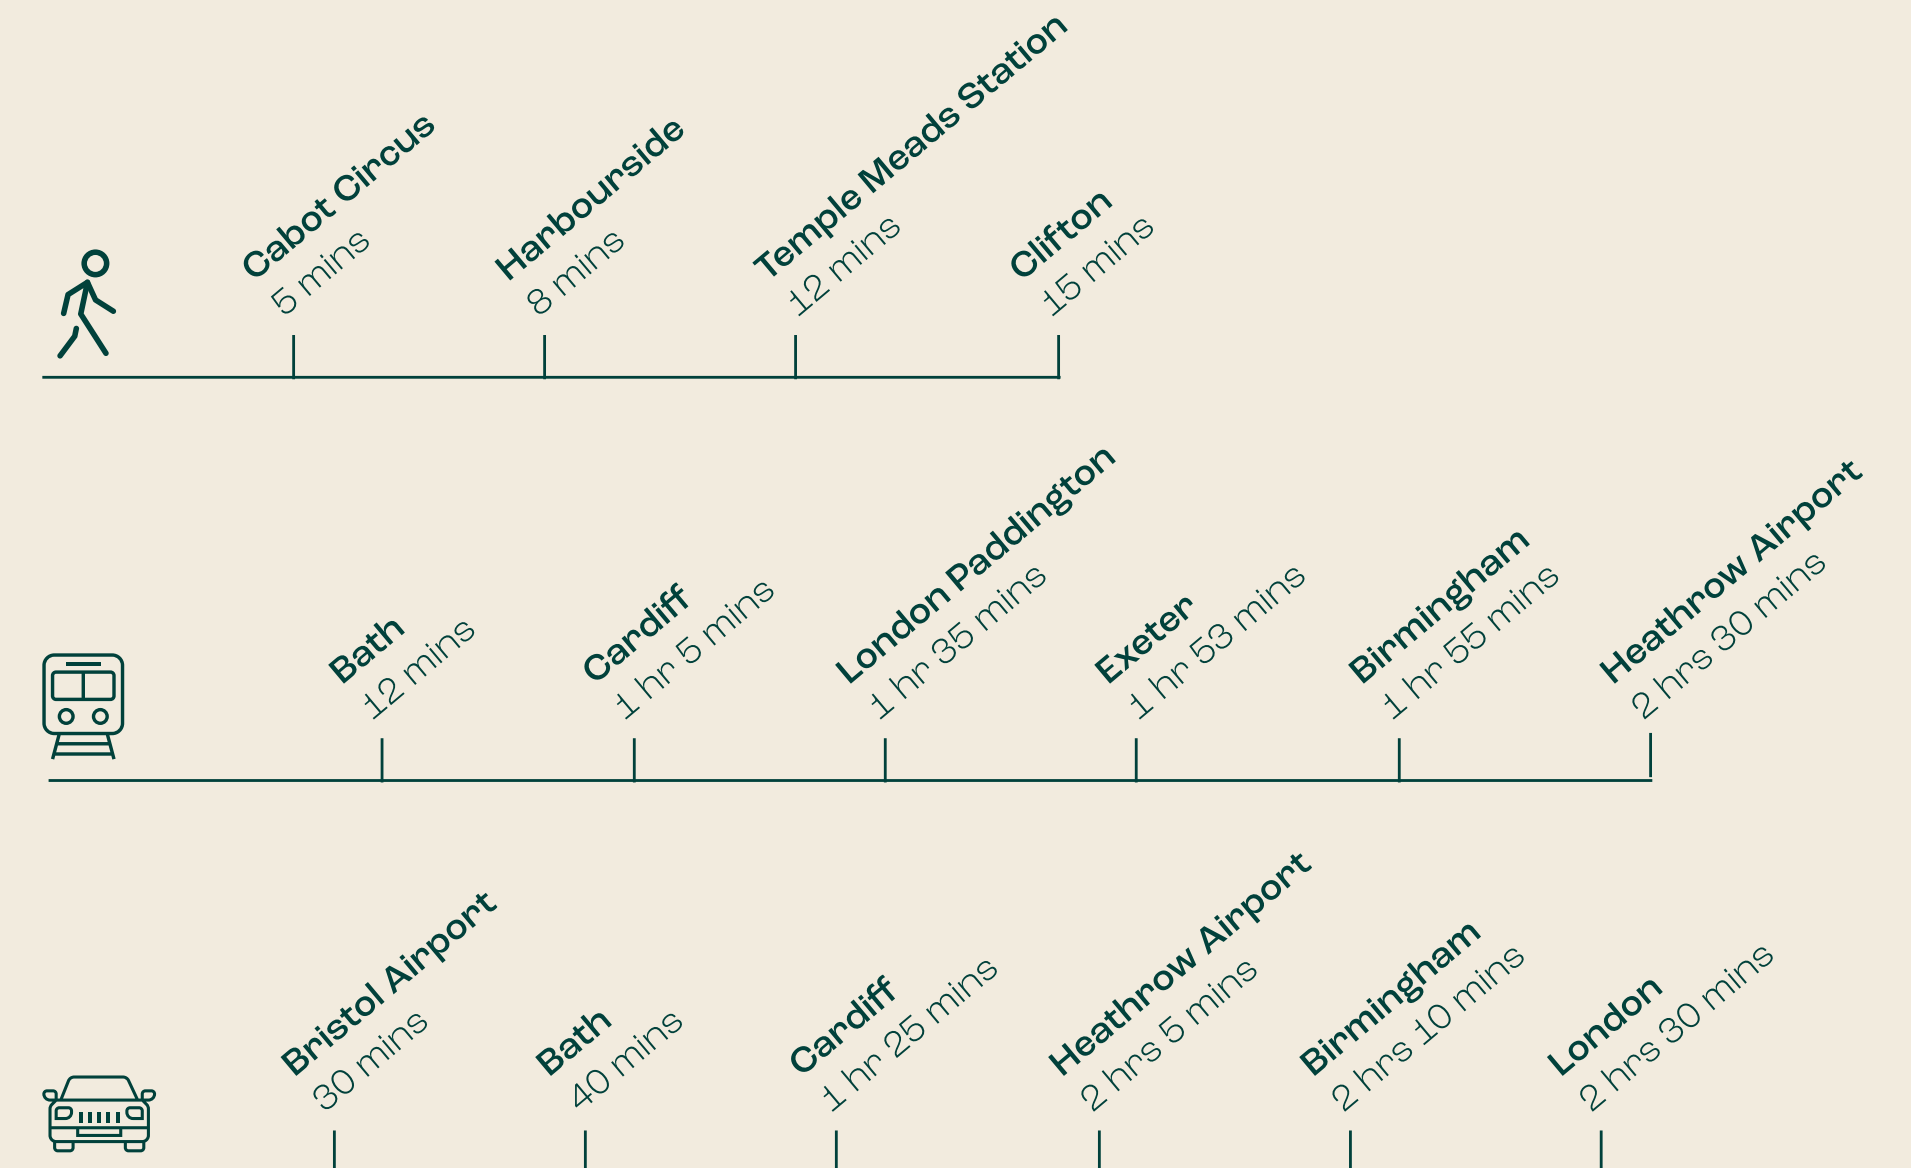 Cabot Circus
5 mins
Harbourside
8 mins
Temple Meads Station
12 mins
Clifton
15 mins
Bath
12 mins
Cardiff
1 hr 5 mins
London Paddington
1 hr 35 mins
Exeter
1 hr 53 mins
Birmingham
1 hr 55 mins
Heathrow Airport
2 hrs 30 mins
Bristol Airport
30 mins
Bath
40 mins
Cardiff
1 hr 25 mins
Heathrow Airport
2 hrs 5 mins
Birmingham
2 hrs 10 mins
London
2 hrs 30 mins